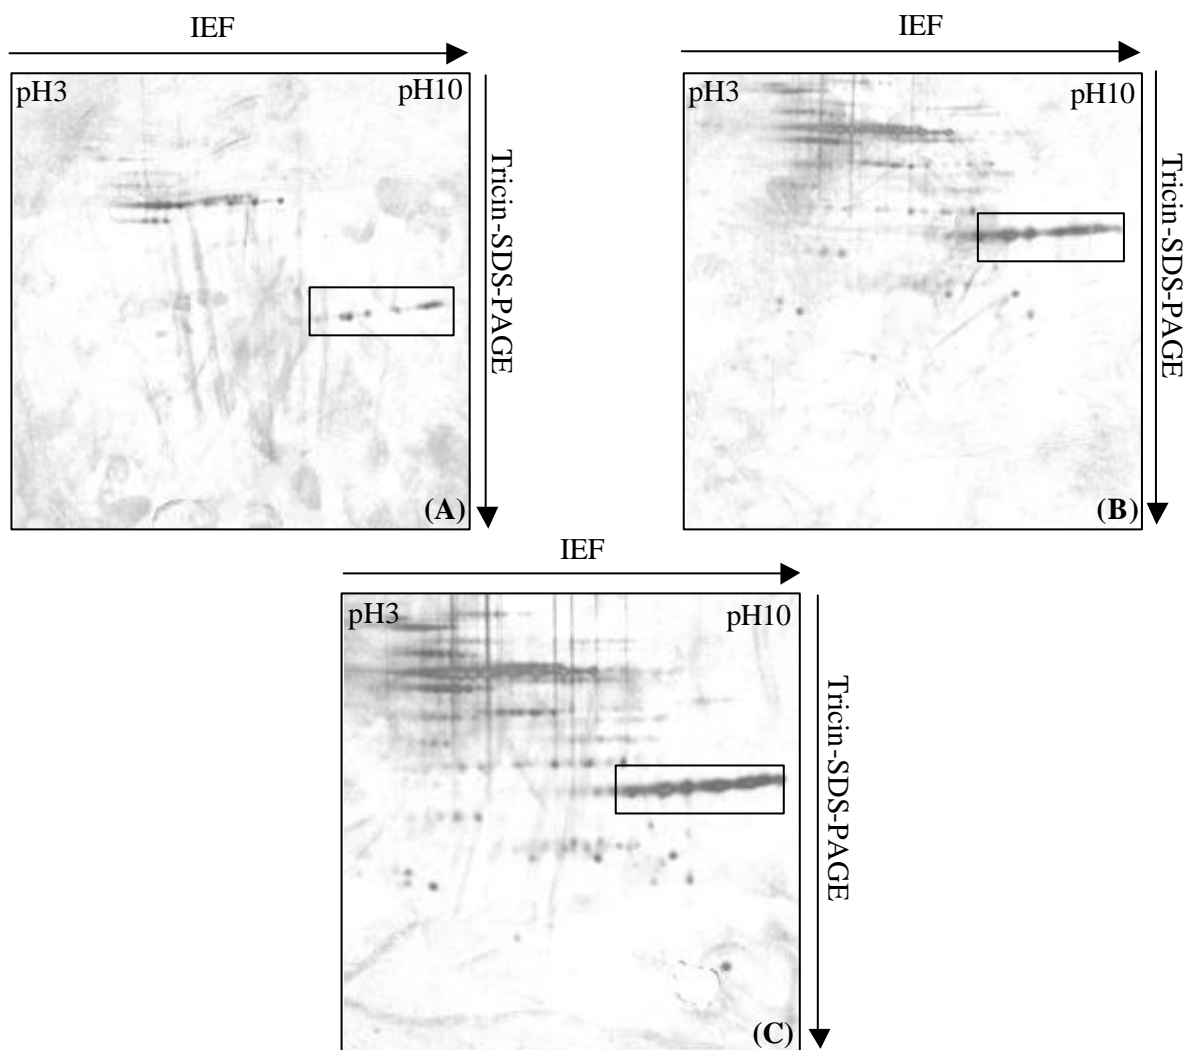 IEF
pH3
pH10
Tricin-SDS-PAGE
(A)
IEF
pH3
pH10
Tricin-SDS-PAGE
(B)
IEF
pH3
pH10
Tricin-SDS-PAGE
(C)